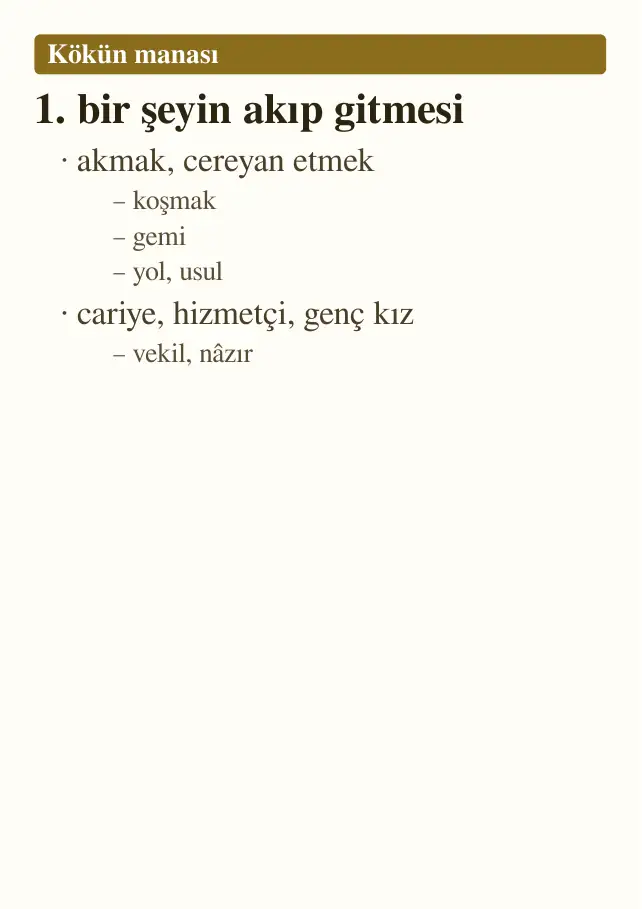 Kökün manası
1. bir şeyin akıp gitmesi
· akmak, cereyan etmek
– koşmak
– gemi
– yol, usul
· cariye, hizmetçi, genç kız
– vekil, nâzır